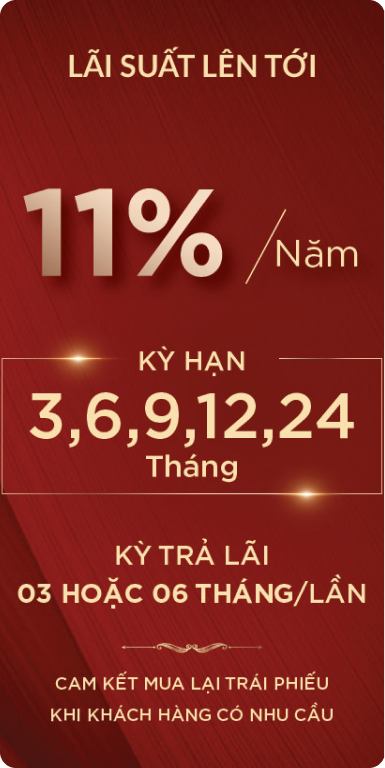 LÃI SUẤT LÊN TỚI
11% /Năm
KỲ HẠN
3,6,9,12,24
Tháng
KỲ TRẢ LÃI
03 HOẶC 06 THÁNG/LẦN
CAM KẾT MUA LẠI TRÁI PHIẾU
KHI KHÁCH HÀNG CÓ NHU CẦU